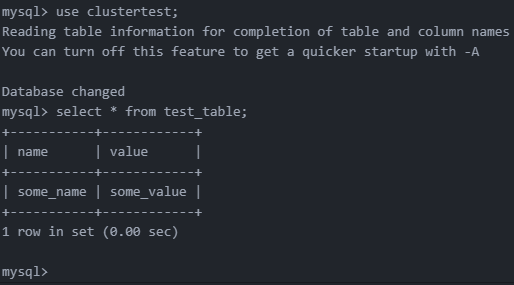 mysql> use clustertest;
Reading table information for completion of table and column names
You can turn off this feature to get a quicker startup with -A

Database changed
mysql> select * from test_table;
+-----------+------------+
| name      | value      |
+-----------+------------+
| some_name | some_value |
+-----------+------------+
1 row in set (0.00 sec)

mysql>